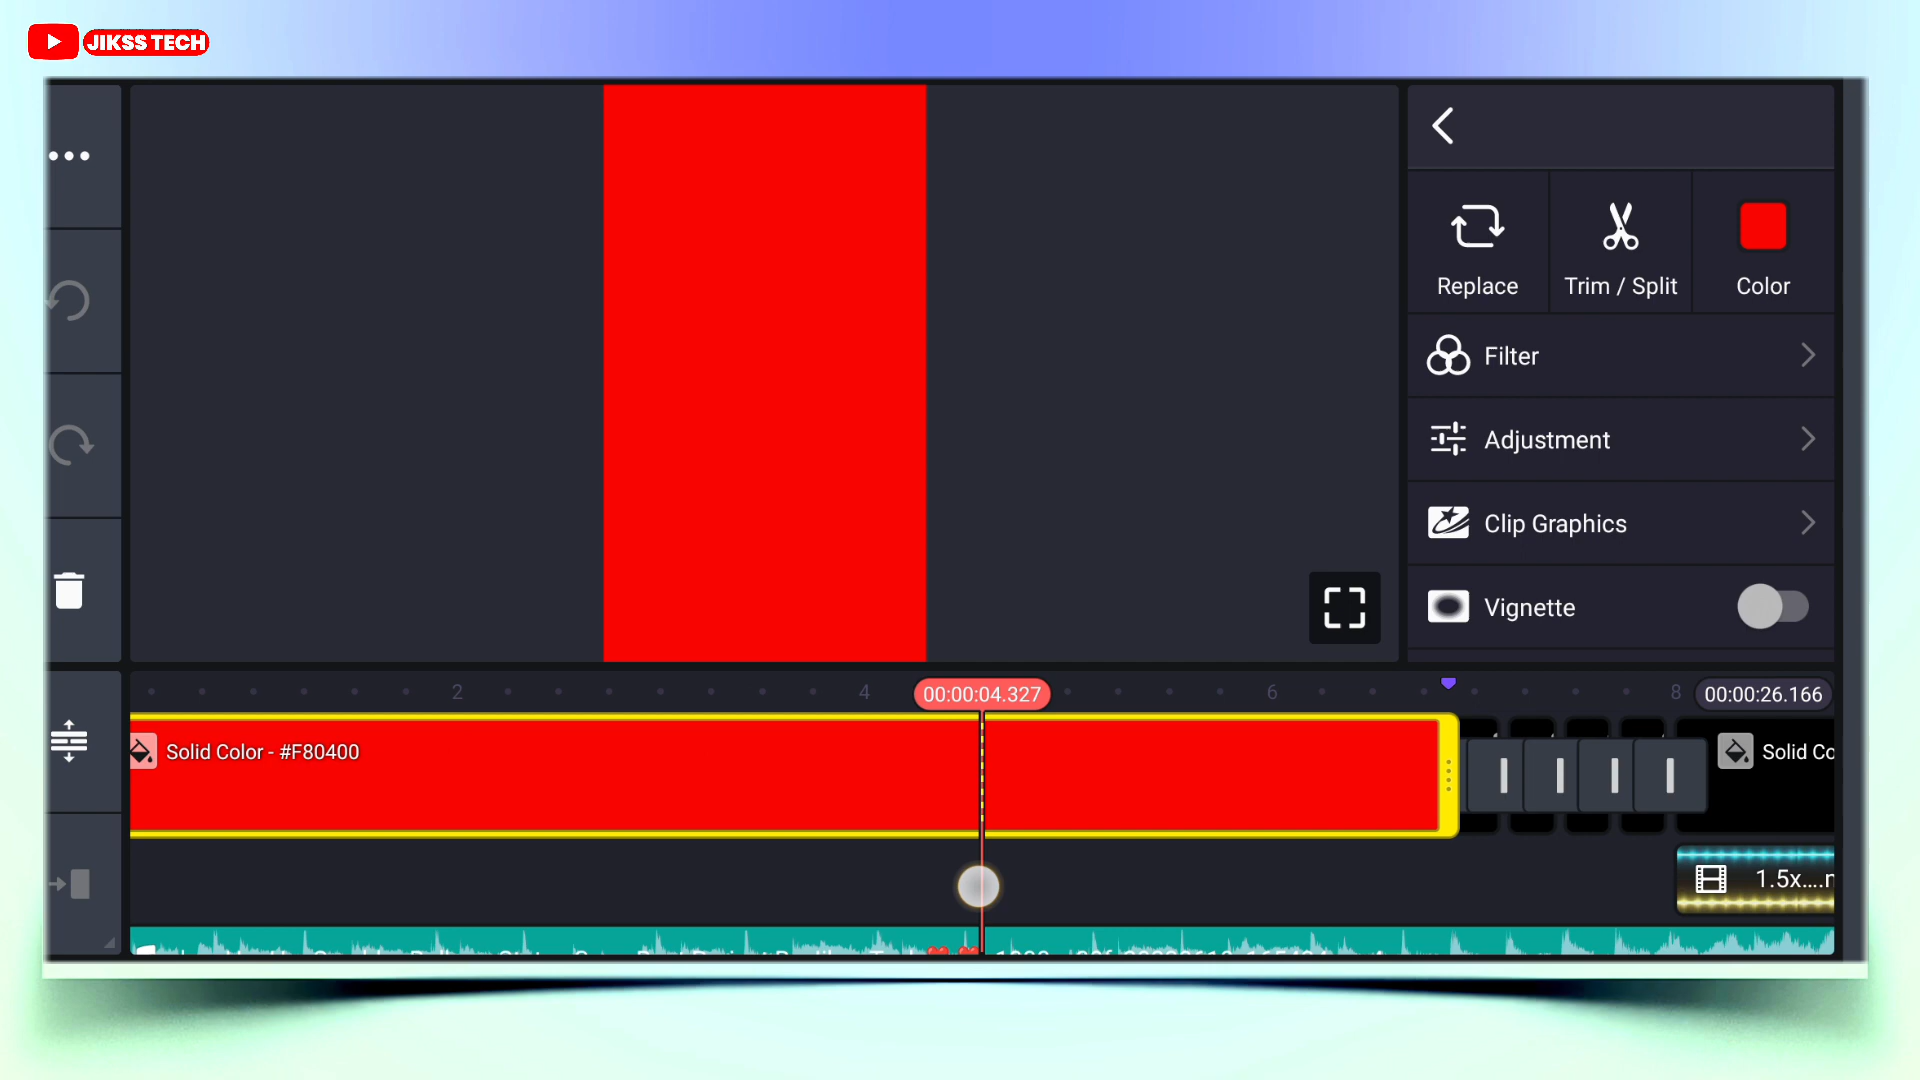 JIKSS TECH
Replace
Trim / Split
Color
Filter
Adjustment
Clip Graphics
Vignette
2
4
00:00:04.327
6
8
00:00:26.166
Solid Color - #F80400
Solid Co
1.5x....n